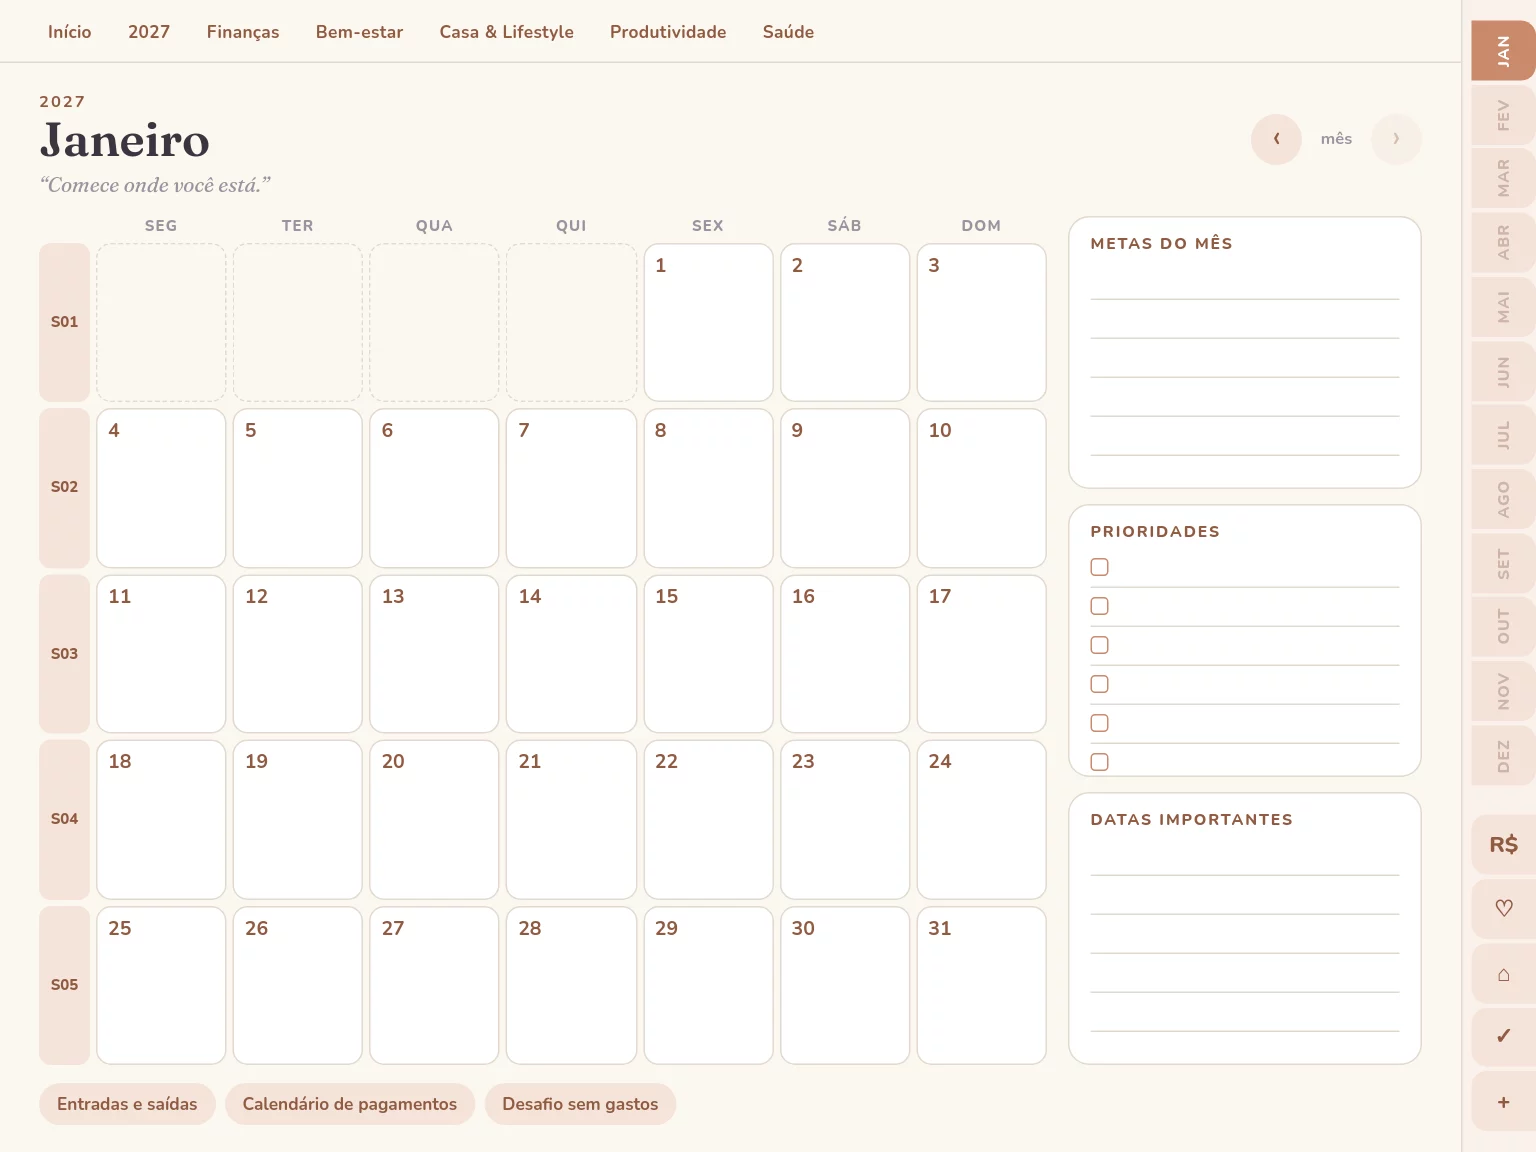 Início 2027 Finanças Bem-estar Casa & Lifestyle Produtividade Saúde
2027
Janeiro
“Comece onde você está.”
‹ mês ›
SEG TER QUA QUI SEX SÁB DOM
S01 1 2 3
S02 4 5 6 7 8 9 10
S03 11 12 13 14 15 16 17
S04 18 19 20 21 22 23 24
S05 25 26 27 28 29 30 31
METAS DO MÊS
PRIORIDADES
DATAS IMPORTANTES
Entradas e saídas Calendário de pagamentos Desafio sem gastos
JAN
FEV
MAR
ABR
MAI
JUN
JUL
AGO
SET
OUT
NOV
DEZ
R$
♡
⌂
✓
+